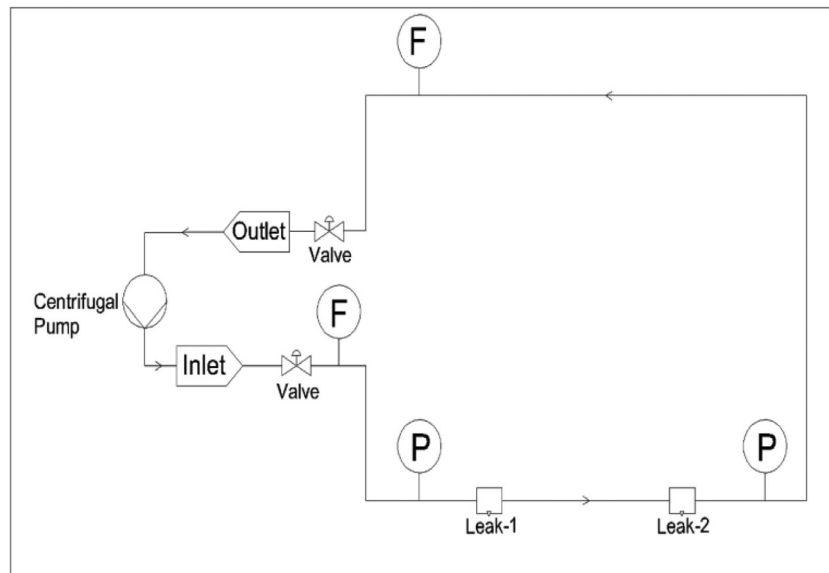 F
Outlet
Valve
Centrifugal
Pump
F
Inlet
Valve
P
P
Leak-1
Leak-2